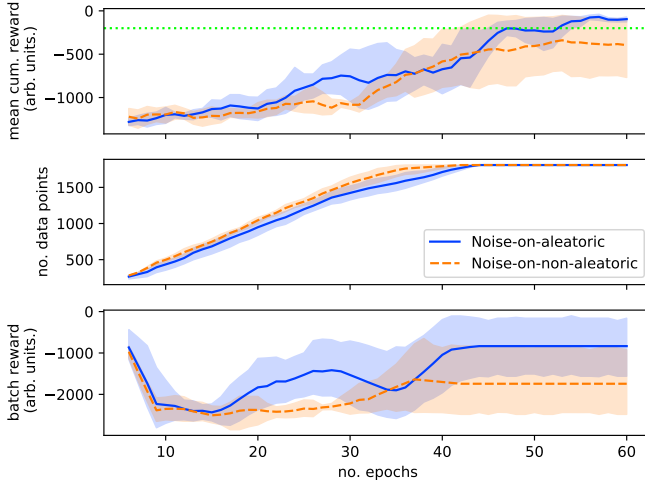 mean cum. reward
(arb. units.)
0
−500
−1000
no. data points
1500
1000
500
Noise-on-aleatoric
Noise-on-non-aleatoric
batch reward
(arb. units.)
0
−1000
−2000
10
20
30
40
50
60
no. epochs